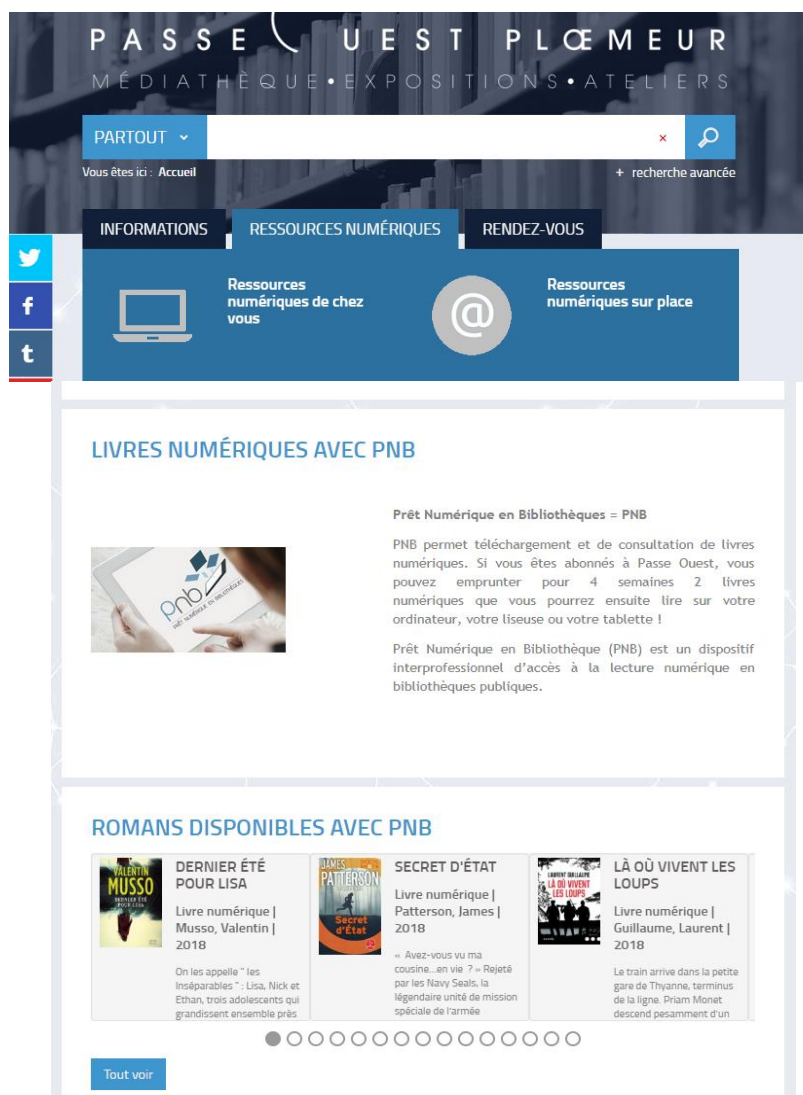 PASSE OUEST PLŒMEUR
MÉDIATHÈQUE•EXPOSITIONS•ATELIERS
PARTOUT
×
Vous êtes ici : Accueil
+ recherche avancée
INFORMATIONS RESSOURCES NUMÉRIQUES RENDEZ-VOUS
Ressources
numériques de chez
vous
@
Ressources
numériques sur place
f
t
LIVRES NUMÉRIQUES AVEC PNB
pnb
PRÊT NUMÉRIQUE EN BIBLIOTHÈQUES
Prêt Numérique en Bibliothèques = PNB
PNB permet téléchargement et de consultation de livres
numériques. Si vous êtes abonnés à Passe Ouest, vous
pouvez emprunter pour 4 semaines 2 livres
numériques que vous pourrez ensuite lire sur votre
ordinateur, votre liseuse ou votre tablette !
Prêt Numérique en Bibliothèque (PNB) est un dispositif
interprofessionnel d'accès à la lecture numérique en
bibliothèques publiques.
ROMANS DISPONIBLES AVEC PNB
VALENTIN
MUSSO
DERNIER ÉTÉ
POUR LISA
DERNIER ÉTÉ
POUR LISA
Livre numérique |
Musso, Valentin |
2018
On les appelle " les
Inséparables " : Lisa, Nick et
Ethan, trois adolescents qui
grandissent ensemble près
JAMES
PATTERSON
Secret
d'État
SECRET D'ÉTAT
Livre numérique |
Patterson, James |
2018
« Avez-vous vu ma
cousine...en vie ? » Rejeté
par les Navy Seals, la
légendaire unité de mission
spéciale de l'armée
LAURENT GUILLAUME
LÀ OÙ VIVENT
LES LOUPS
LÀ OÙ VIVENT LES
LOUPS
Livre numérique |
Guillaume, Laurent |
2018
Le train arrive dans la petite
gare de Thyanne, terminus
de la ligne. Priam Monet
descend pesamment d'un
Tout voir